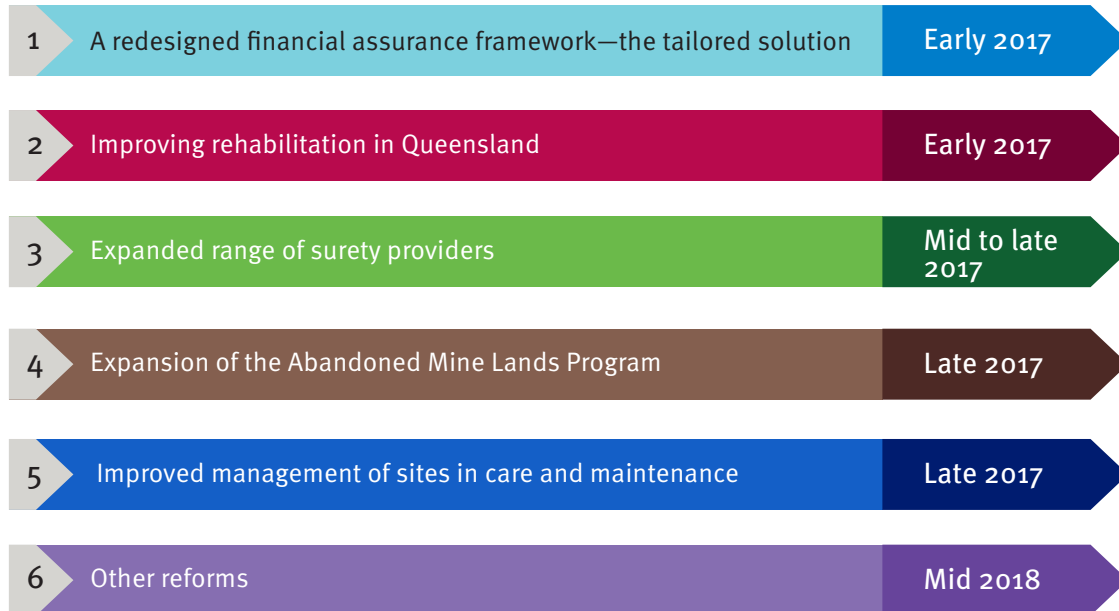 1 A redesigned financial assurance framework—the tailored solution Early 2017
2 Improving rehabilitation in Queensland Early 2017
3 Expanded range of surety providers Mid to late
2017
4 Expansion of the Abandoned Mine Lands Program Late 2017
5 Improved management of sites in care and maintenance Late 2017
6 Other reforms Mid 2018